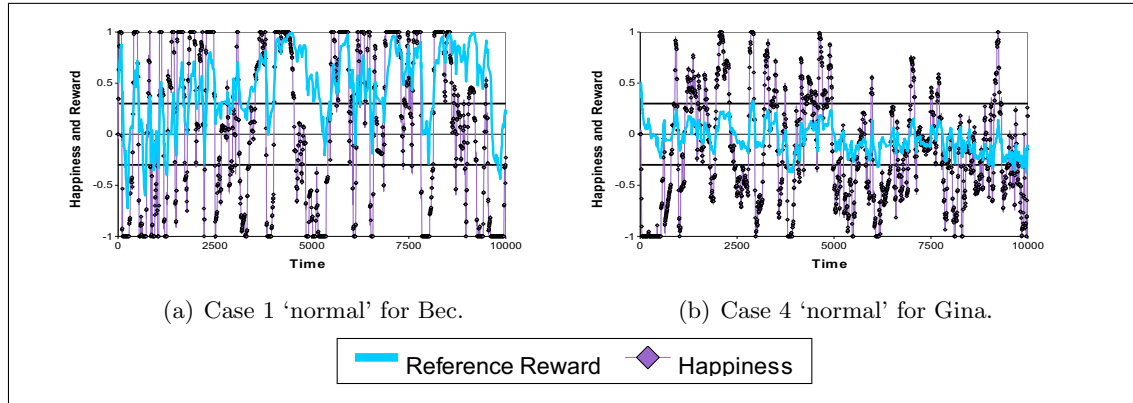 Happiness and Reward
1
0.5
0
-0.5
-1
0 2500 5000 7500 10000
Time
Happiness and Reward
1
0.5
0
-0.5
-1
0 2500 5000 7500 10000
Time
(a) Case 1 ‘normal’ for Bec.
(b) Case 4 ‘normal’ for Gina.
Reference Reward Happiness